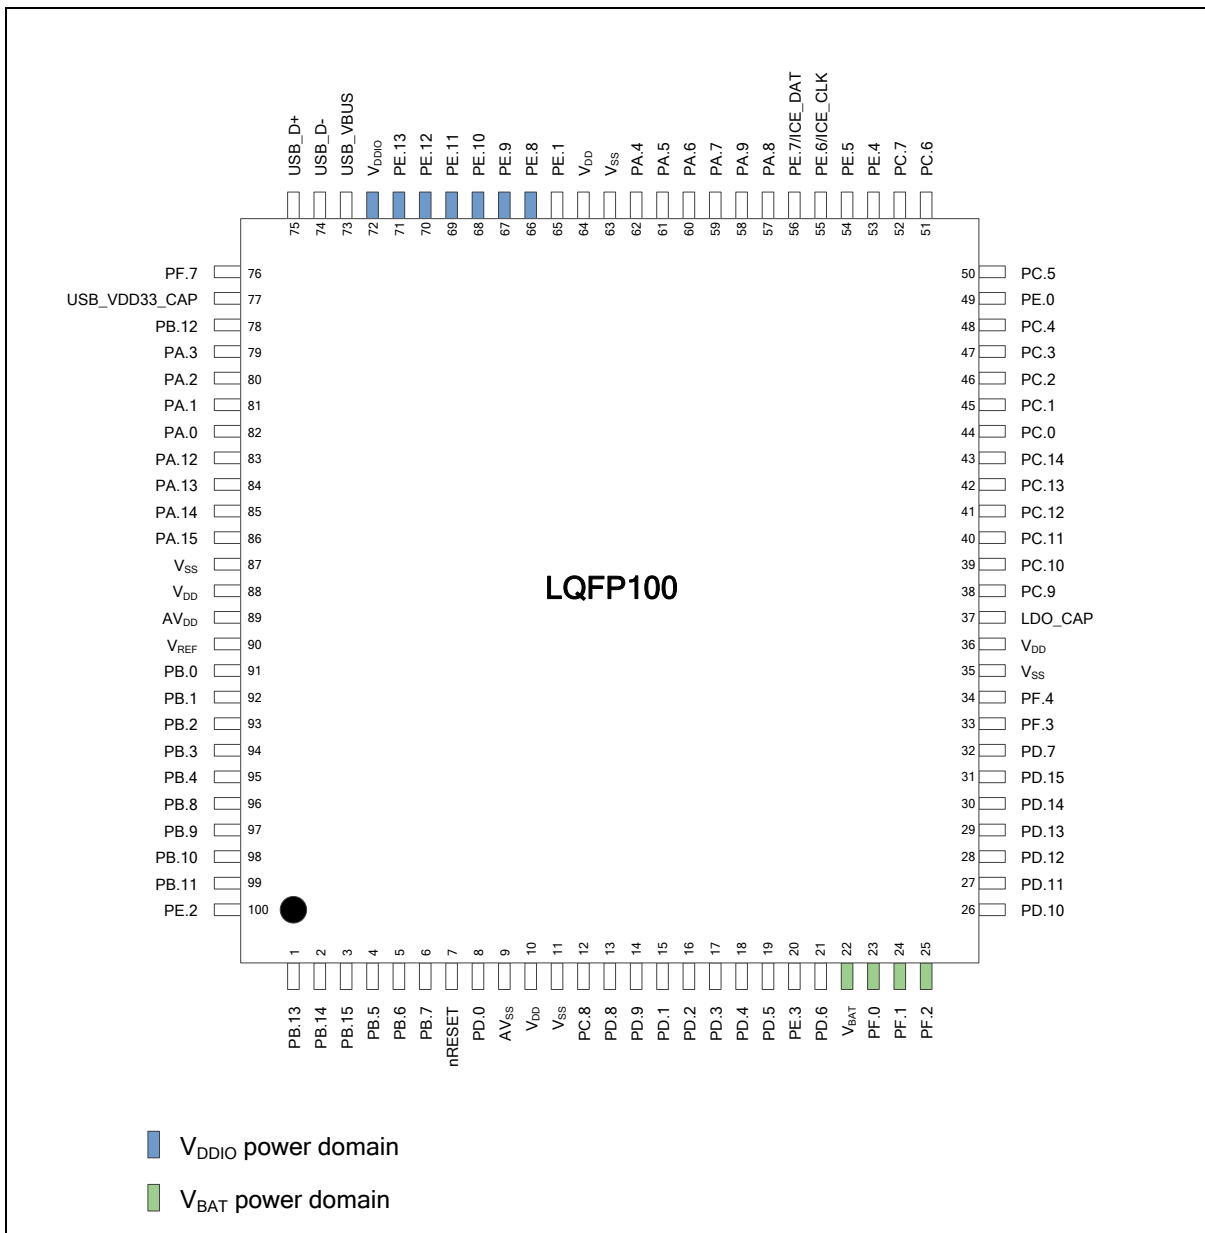 USB_D+
USB_D-
USB_VBUS
VDDIO
PE.13
PE.12
PE.11
PE.10
PE.9
PE.8
PE.1
VDD
VSS
PA.4
PA.5
PA.6
PA.7
PA.9
PA.8
PE.7/ICE_DAT
PE.6/ICE_CLK
PE.5
PE.4
PC.7
PC.6
75 74 73 72 71 70 69 68 67 66 65 64 63 62 61 60 59 58 57 56 55 54 53 52 51
PF.7 76
USB_VDD33_CAP 77
PB.12 78
PA.3 79
PA.2 80
PA.1 81
PA.0 82
PA.12 83
PA.13 84
PA.14 85
PA.15 86
VSS 87
VDD 88
AVDD 89
VREF 90
PB.0 91
PB.1 92
PB.2 93
PB.3 94
PB.4 95
PB.8 96
PB.9 97
PB.10 98
PB.11 99
PE.2 100
LQFP100
50 PC.5
49 PE.0
48 PC.4
47 PC.3
46 PC.2
45 PC.1
44 PC.0
43 PC.14
42 PC.13
41 PC.12
40 PC.11
39 PC.10
38 PC.9
37 LDO_CAP
36 VDD
35 VSS
34 PF.4
33 PF.3
32 PD.7
31 PD.15
30 PD.14
29 PD.13
28 PD.12
27 PD.11
26 PD.10
1 2 3 4 5 6 7 8 9 10 11 12 13 14 15 16 17 18 19 20 21 22 23 24 25
PB.13
PB.14
PB.15
PB.5
PB.6
PB.7
nRESET
PD.0
AVSS
VDD
VSS
PC.8
PD.8
PD.9
PD.1
PD.2
PD.3
PD.4
PD.5
PE.3
PD.6
VBAT
PF.0
PF.1
PF.2
VDDIO power domain
VBAT power domain